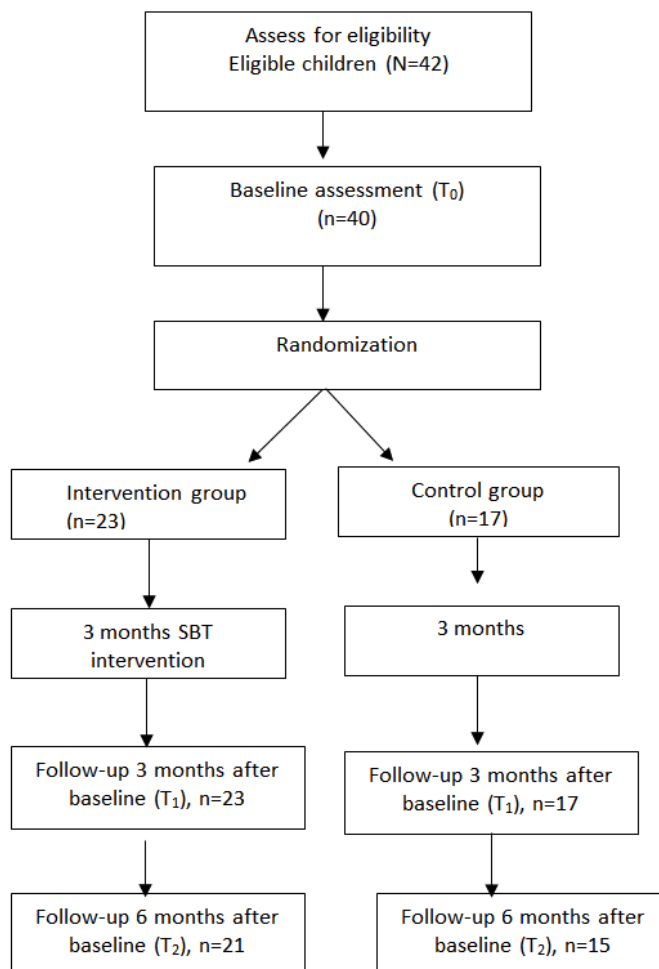 Assess for eligibility
Eligible children (N=42)
Baseline assessment (T₀)
(n=40)
Randomization
Intervention group
(n=23)
Control group
(n=17)
3 months SBT
intervention
3 months
Follow-up 3 months after
baseline (T₁), n=23
Follow-up 3 months after
baseline (T₁), n=17
Follow-up 6 months after
baseline (T₂), n=21
Follow-up 6 months after
baseline (T₂), n=15